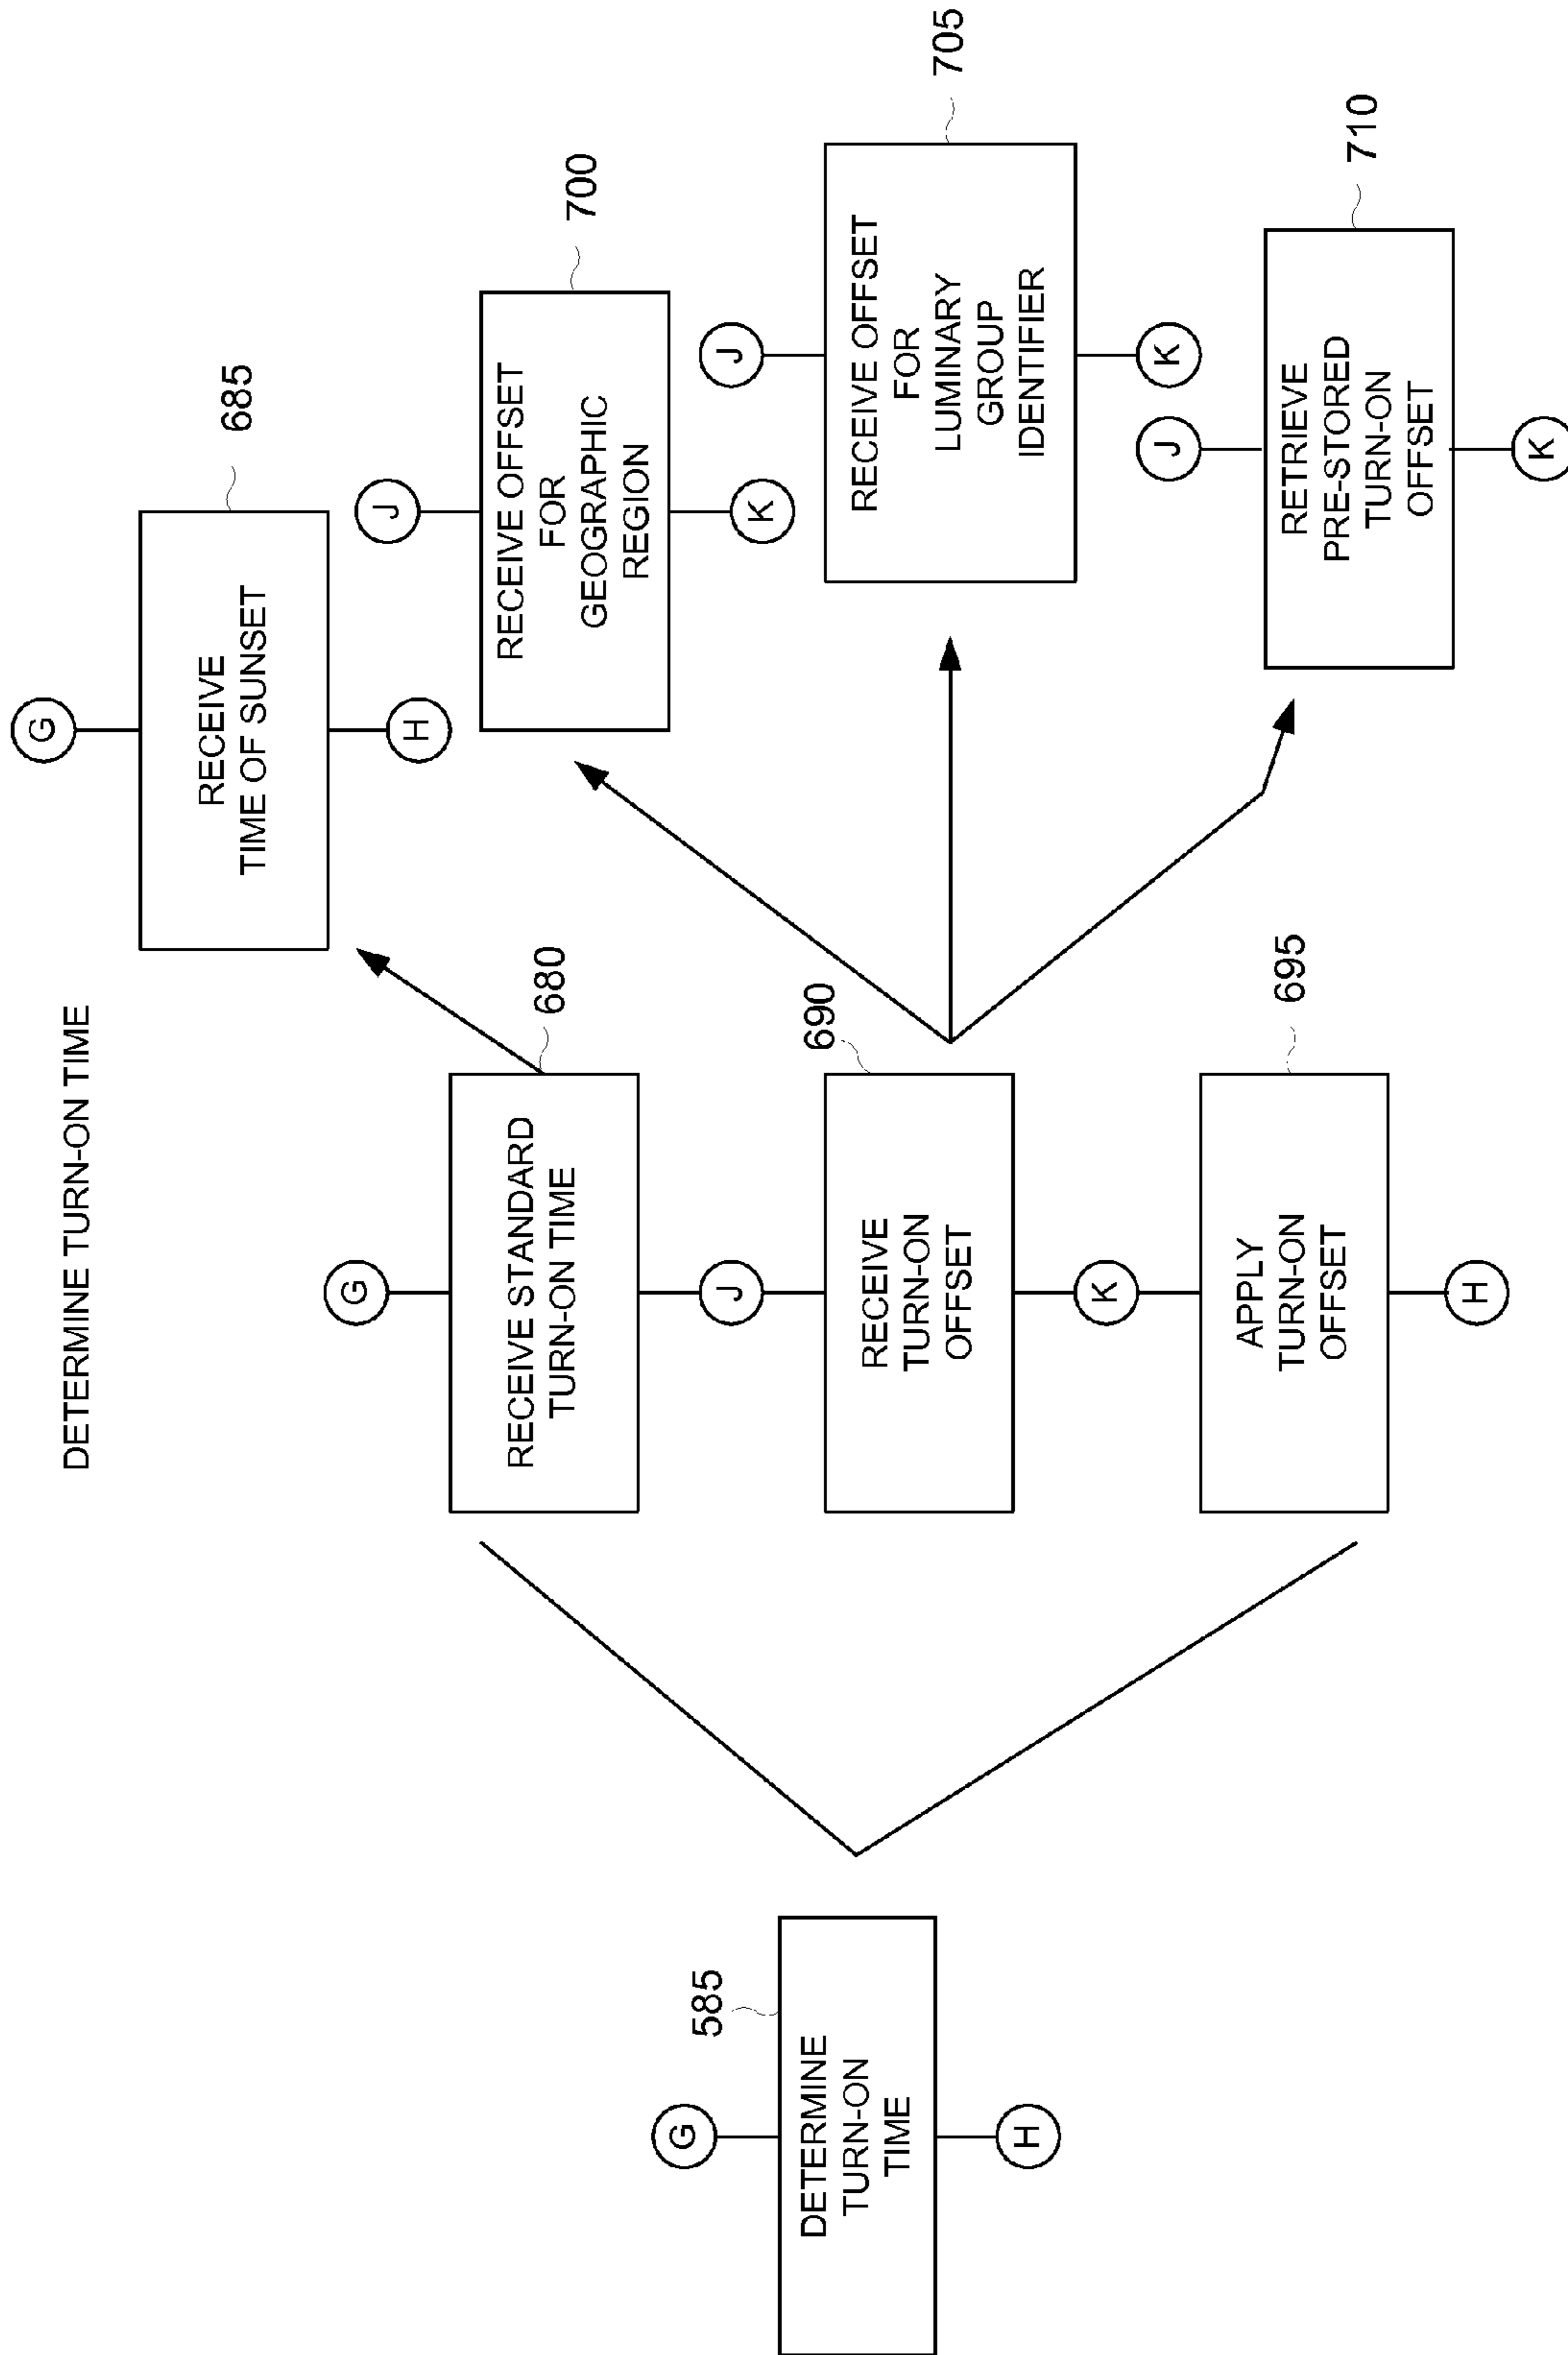 DETERMINE TURN-ON TIME
G
585
DETERMINE
TURN-ON
TIME
H
G
680
RECEIVE STANDARD
TURN-ON TIME
J
690
RECEIVE
TURN-ON
OFFSET
K
695
APPLY
TURN-ON
OFFSET
H
G
685
RECEIVE
TIME OF SUNSET
H
J
700
RECEIVE OFFSET
FOR
GEOGRAPHIC
REGION
K
J
705
RECEIVE OFFSET
FOR
LUMINARY
GROUP
IDENTIFIER
K
J
710
RETRIEVE
PRE-STORED
TURN-ON
OFFSET
K